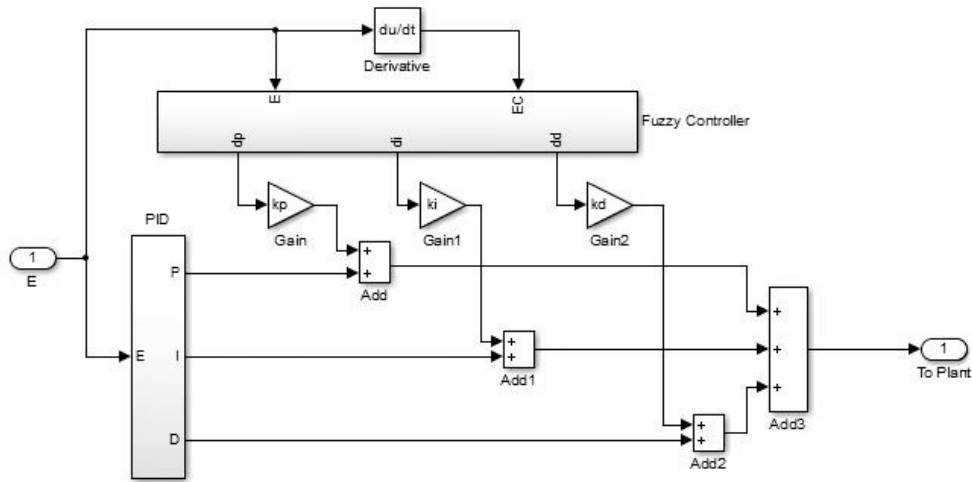 du/dt
Derivative
E
EC
Fuzzy Controller
dp
di
dd
kp
Gain
ki
Gain1
kd
Gain2
PID
1
E
P
+
+
Add
E
I
+
+
Add1
D
+
+
Add2
+
+
+
Add3
1
To Plant